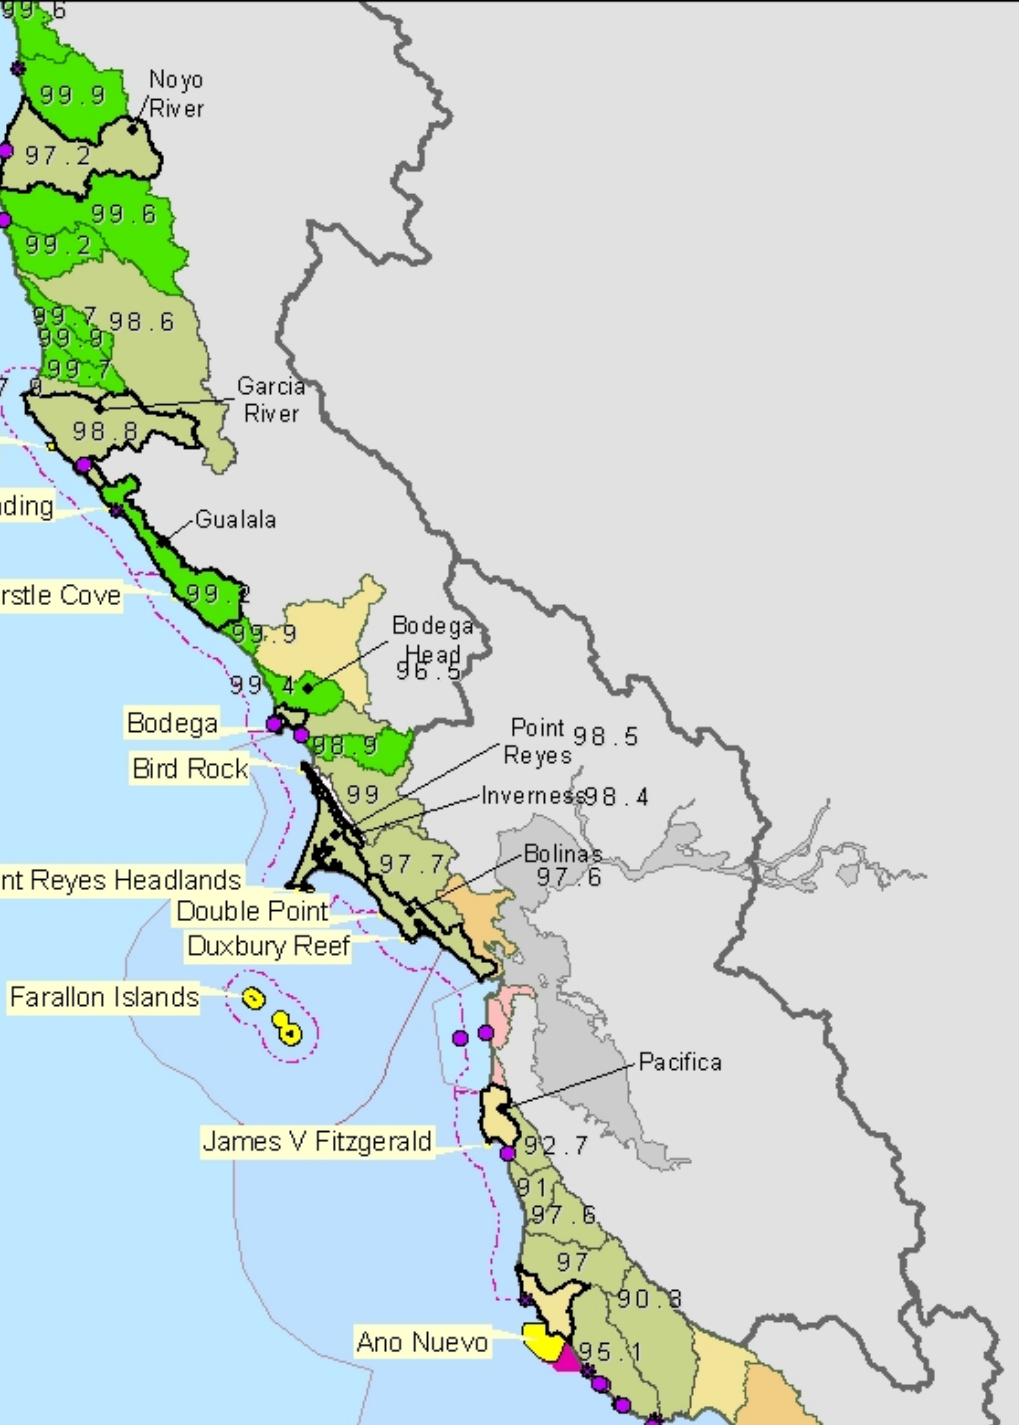 99.6
Noyo
River
99.9
97.2
99.6
99.2
99.7
98.6
99.9
99.7
Garcia
River
98.8
nding
Gualala
rstle Cove
99.2
99.9
Bodega
Head
96.5
99.4
Bodega
Point
Reyes
98.5
98.9
Bird Rock
99
Inverness
98.4
97.7
Bolinas
97.6
nt Reyes Headlands
Double Point
Duxbury Reef
Farallon Islands
Pacifica
James V Fitzgerald
92.7
91
97.6
97
90.8
Ano Nuevo
95.1